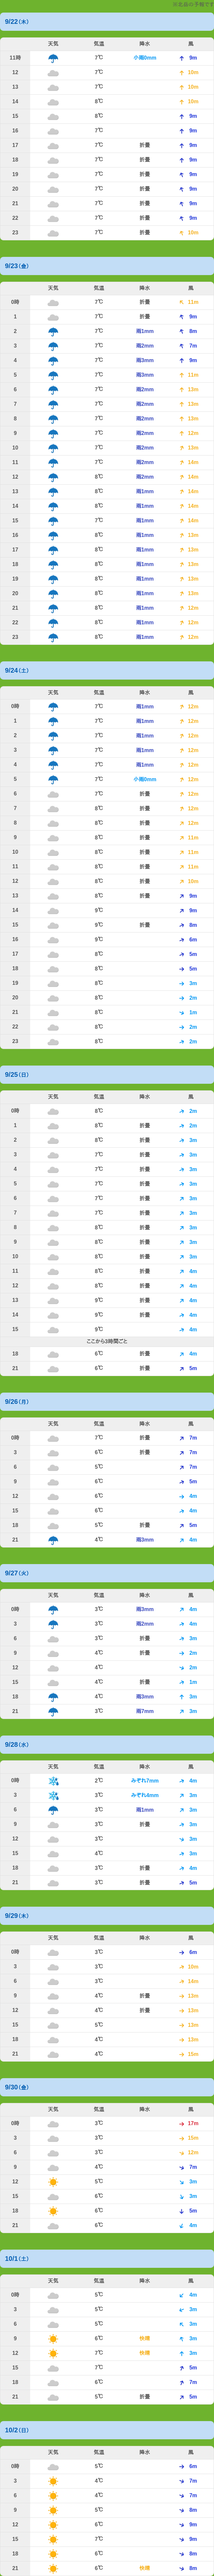 9/22(木)
天気 気温 降水 風
11時 7℃ 小雨0mm 9m
12 7℃ 10m
13 7℃ 10m
14 8℃ 10m
15 8℃ 9m
16 7℃ 9m
17 7℃ 折畳 9m
18 7℃ 折畳 9m
19 7℃ 折畳 9m
20 7℃ 折畳 9m
21 7℃ 折畳 9m
22 7℃ 折畳 9m
23 7℃ 折畳 10m
9/23(金)
天気 気温 降水 風
0時 7℃ 折畳 11m
1 7℃ 折畳 9m
2 7℃ 雨1mm 8m
3 7℃ 雨2mm 7m
4 7℃ 雨3mm 9m
5 7℃ 雨3mm 11m
6 7℃ 雨2mm 13m
7 7℃ 雨2mm 13m
8 7℃ 雨2mm 13m
9 7℃ 雨2mm 12m
10 7℃ 雨2mm 13m
11 7℃ 雨2mm 14m
12 8℃ 雨2mm 14m
13 8℃ 雨1mm 14m
14 8℃ 雨1mm 14m
15 7℃ 雨1mm 14m
16 8℃ 雨1mm 13m
17 8℃ 雨1mm 13m
18 8℃ 雨1mm 13m
19 8℃ 雨1mm 13m
20 8℃ 雨1mm 13m
21 8℃ 雨1mm 12m
22 8℃ 雨1mm 12m
23 8℃ 雨1mm 12m
9/24(土)
天気 気温 降水 風
0時 7℃ 雨1mm 12m
1 7℃ 雨1mm 12m
2 7℃ 雨1mm 12m
3 7℃ 雨1mm 12m
4 7℃ 雨1mm 12m
5 7℃ 小雨0mm 12m
6 7℃ 折畳 12m
7 7℃ 折畳 12m
8 8℃ 折畳 12m
9 8℃ 折畳 11m
10 8℃ 折畳 11m
11 8℃ 折畳 11m
12 8℃ 折畳 10m
13 8℃ 折畳 9m
14 9℃ 9m
15 9℃ 折畳 8m
16 9℃ 6m
17 8℃ 5m
18 8℃ 5m
19 8℃ 3m
20 8℃ 2m
21 8℃ 1m
22 8℃ 2m
23 8℃ 2m
9/25(日)
天気 気温 降水 風
0時 8℃ 2m
1 8℃ 折畳 2m
2 7℃ 折畳 3m
3 7℃ 折畳 3m
4 7℃ 折畳 3m
5 7℃ 折畳 3m
6 7℃ 折畳 3m
7 7℃ 折畳 3m
8 8℃ 折畳 3m
9 8℃ 折畳 3m
10 8℃ 折畳 3m
11 8℃ 折畳 4m
12 8℃ 折畳 4m
13 9℃ 折畳 4m
14 9℃ 折畳 4m
15 9℃ 4m
ここから3時間ごと
18 6℃ 折畳 4m
21 6℃ 折畳 5m
9/26(月)
天気 気温 降水 風
0時 7℃ 折畳 7m
3 6℃ 折畳 7m
6 5℃ 7m
9 6℃ 5m
12 6℃ 4m
15 6℃ 4m
18 5℃ 折畳 5m
21 4℃ 雨3mm 4m
9/27(火)
天気 気温 降水 風
0時 3℃ 雨3mm 4m
3 3℃ 雨2mm 4m
6 3℃ 折畳 3m
9 4℃ 折畳 2m
12 4℃ 2m
15 4℃ 折畳 1m
18 4℃ 雨3mm 3m
21 3℃ 雨7mm 3m
9/28(水)
天気 気温 降水 風
0時 2℃ みぞれ7mm 4m
3 3℃ みぞれ4mm 3m
6 3℃ 雨1mm 3m
9 3℃ 折畳 3m
12 3℃ 3m
15 4℃ 3m
18 3℃ 折畳 4m
21 3℃ 折畳 5m
9/29(木)
天気 気温 降水 風
0時 3℃ 6m
3 3℃ 10m
6 3℃ 14m
9 4℃ 折畳 13m
12 4℃ 折畳 13m
15 5℃ 13m
18 4℃ 13m
21 4℃ 15m
9/30(金)
天気 気温 降水 風
0時 3℃ 17m
3 3℃ 15m
6 3℃ 12m
9 4℃ 7m
12 5℃ 3m
15 6℃ 3m
18 6℃ 5m
21 6℃ 4m
10/1(土)
天気 気温 降水 風
0時 5℃ 4m
3 5℃ 3m
6 5℃ 3m
9 6℃ 快晴 3m
12 7℃ 快晴 3m
15 7℃ 5m
18 6℃ 7m
21 5℃ 折畳 5m
10/2(日)
天気 気温 降水 風
0時 5℃ 6m
3 4℃ 7m
6 4℃ 7m
9 5℃ 8m
12 6℃ 9m
15 7℃ 9m
18 6℃ 8m
21 6℃ 快晴 8m